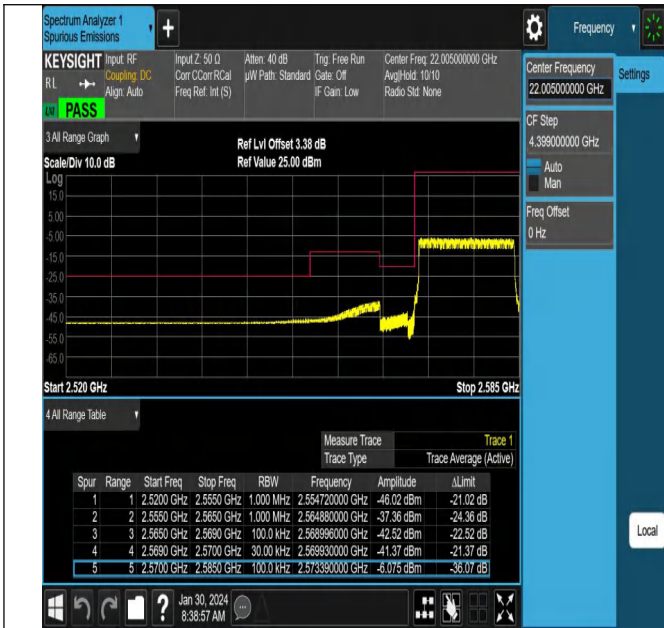 Spectrum Analyzer 1
Spurious Emissions
Frequency
KEYSIGHT
RL
PASS
Input: RF
Coupling: DC
Align: Auto
Input Z: 50 Ω
Corr CCorr RCal
Freq Ref: Int (S)
Atten: 40 dB
µW Path: Standard
Trig: Free Run
Gate: Off
IF Gain: Low
Center Freq: 22.005000000 GHz
Avg|Hold: 10/10
Radio Std: None
Center Frequency
22.005000000 GHz
Settings
CF Step
4.399000000 GHz
Auto
Man
Freq Offset
0 Hz
3 All Range Graph
Scale/Div 10.0 dB
Ref Lvl Offset 3.38 dB
Ref Value 25.00 dBm
Log
15.0
5.00
-5.00
-15.0
-25.0
-35.0
-45.0
-55.0
-65.0
Start 2.520 GHz
Stop 2.585 GHz
4 All Range Table
Measure Trace Trace 1
Trace Type Trace Average (Active)
Spur Range Start Freq Stop Freq RBW Frequency Amplitude ΔLimit
1 1 2.5200 GHz 2.5550 GHz 1.000 MHz 2.554720000 GHz -46.02 dBm -21.02 dB
2 2 2.5550 GHz 2.5650 GHz 1.000 MHz 2.564880000 GHz -37.36 dBm -24.36 dB
3 3 2.5650 GHz 2.5690 GHz 100.0 kHz 2.568996000 GHz -42.52 dBm -22.52 dB
4 4 2.5690 GHz 2.5700 GHz 30.00 kHz 2.569930000 GHz -41.37 dBm -21.37 dB
5 5 2.5700 GHz 2.5850 GHz 100.0 kHz 2.573390000 GHz -6.075 dBm -36.07 dB
Local
Jan 30, 2024
8:38:57 AM